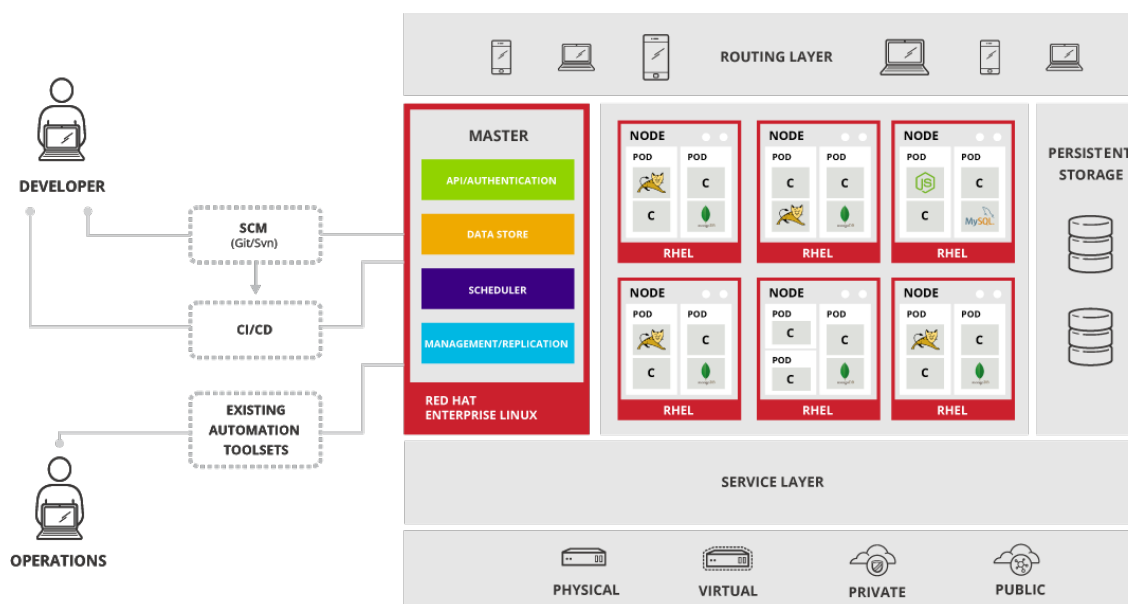 ROUTING LAYER
DEVELOPER
SCM
(Git/Svn)
CI/CD
EXISTING
AUTOMATION
TOOLSETS
OPERATIONS
MASTER
API/AUTHENTICATION
DATA STORE
SCHEDULER
MANAGEMENT/REPLICATION
RED HAT
ENTERPRISE LINUX
NODE
POD POD
C
C
RHEL
NODE
POD POD
C C
RHEL
NODE
POD POD
JS C
C MySQL
RHEL
NODE
POD POD
C
C
RHEL
NODE
POD POD
C C
POD
C
RHEL
NODE
POD POD
C
C
RHEL
PERSISTENT
STORAGE
SERVICE LAYER
PHYSICAL
VIRTUAL
PRIVATE
PUBLIC